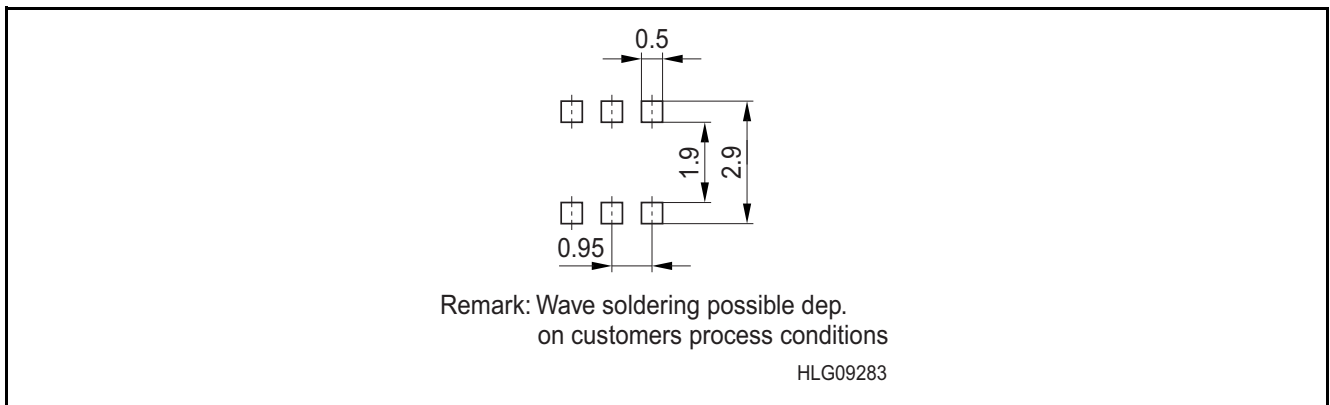 0.5
1.9
2.9
0.95
Remark: Wave soldering possible dep.
on customers process conditions
HLG09283